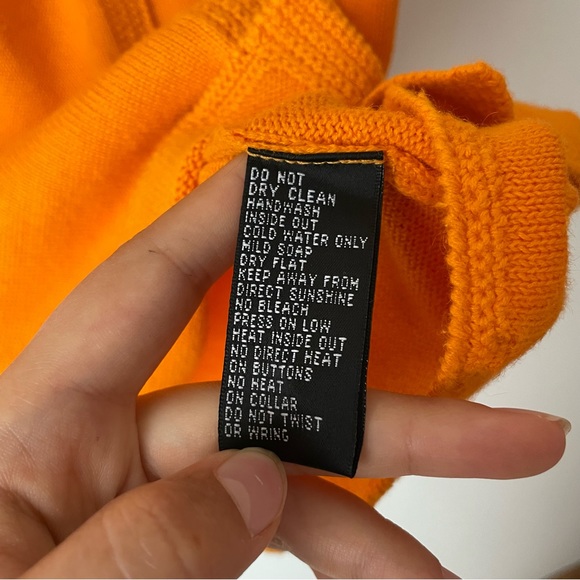 DO NOT
DRY CLEAN
HANDWASH
INSIDE OUT
COLD WATER ONLY
MILD SOAP
DRY FLAT
KEEP AWAY FROM
DIRECT SUNSHINE
NO BLEACH
PRESS ON LOW
HEAT INSIDE OUT
NO DIRECT HEAT
ON BUTTONS
NO HEAT
ON COLLAR
DO NOT TWIST
OR WRING